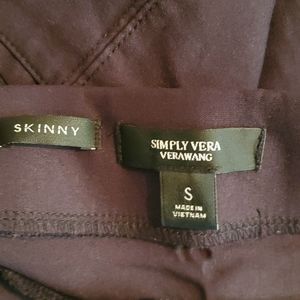 SKINNY
SIMPLY VERA
VERAWANG
S
MADE IN
VIETNAM